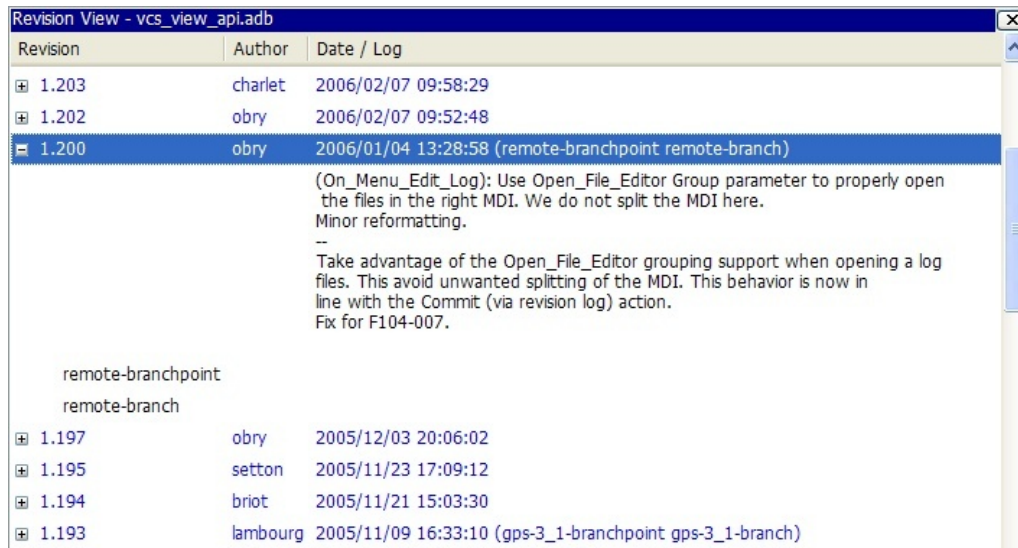 Revision View - vcs_view_api.adb
Revision Author Date / Log
1.203 charlet 2006/02/07 09:58:29
1.202 obry 2006/02/07 09:52:48
1.200 obry 2006/01/04 13:28:58 (remote-branchpoint remote-branch)
(On_Menu_Edit_Log): Use Open_File_Editor Group parameter to properly open
the files in the right MDI. We do not split the MDI here.
Minor reformatting.
--
Take advantage of the Open_File_Editor grouping support when opening a log
files. This avoid unwanted splitting of the MDI. This behavior is now in
line with the Commit (via revision log) action.
Fix for F104-007.
remote-branchpoint
remote-branch
1.197 obry 2005/12/03 20:06:02
1.195 setton 2005/11/23 17:09:12
1.194 briot 2005/11/21 15:03:30
1.193 lambourg 2005/11/09 16:33:10 (gps-3_1-branchpoint gps-3_1-branch)